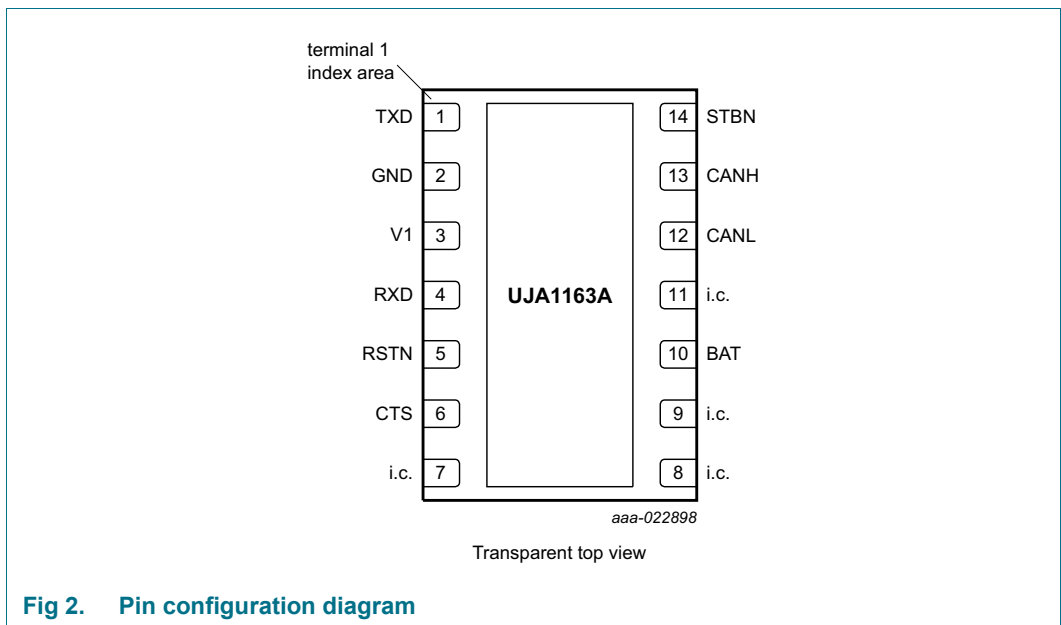 terminal 1
index area
TXD 1 14 STBN
GND 2 13 CANH
V1 3 12 CANL
RXD 4 UJA1163A 11 i.c.
RSTN 5 10 BAT
CTS 6 9 i.c.
i.c. 7 8 i.c.
aaa-022898
Transparent top view
Fig 2. Pin configuration diagram